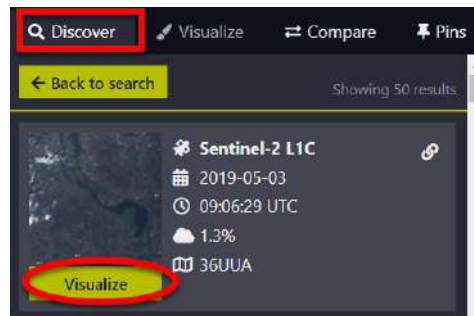 Discover Visualize Compare Pins
Back to search Showing 50 results
Sentinel-2 L1C
2019-05-03
09:06:29 UTC
1.3%
36UUA
Visualize